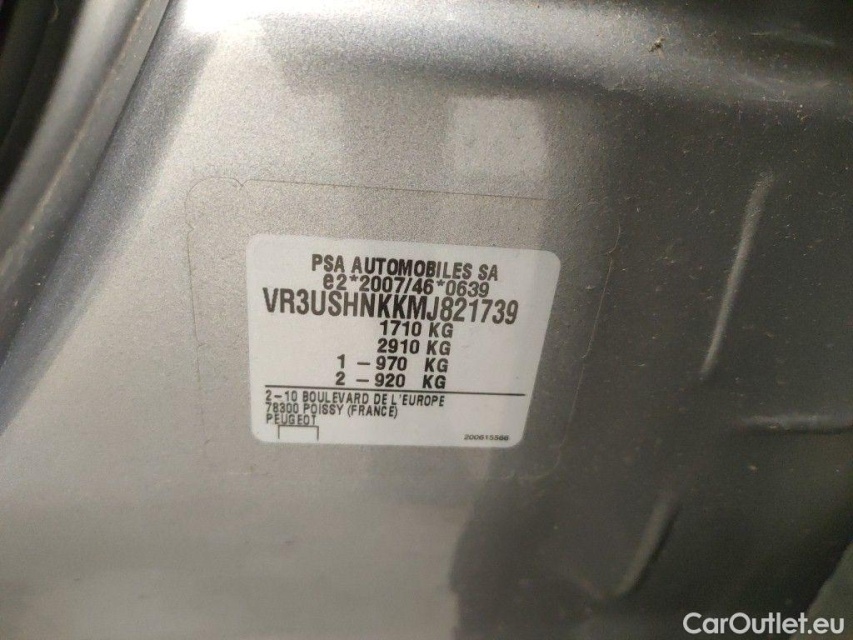 PSA AUTOMOBILES SA
e2*2007/46*0639
VR3USHNKKMJ821739
1710 KG
2910 KG
1 - 970 KG
2 - 920 KG
2-10 BOULEVARD DE L'EUROPE
78300 POISSY (FRANCE)
PEUGEOT
200615566
CarOutlet.eu